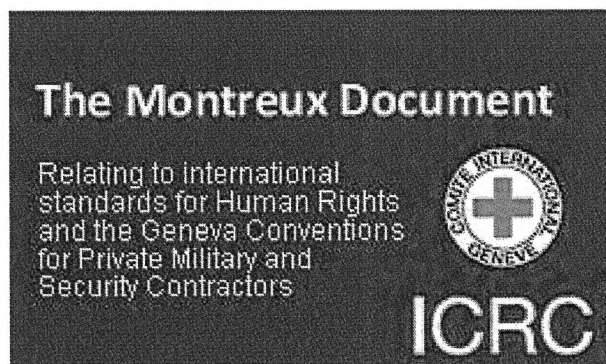 The Montreux Document
Relating to international
standards for Human Rights
and the Geneva Conventions
for Private Military and
Security Contractors
COMITE INTERNATIONAL
GENEVE
ICRC